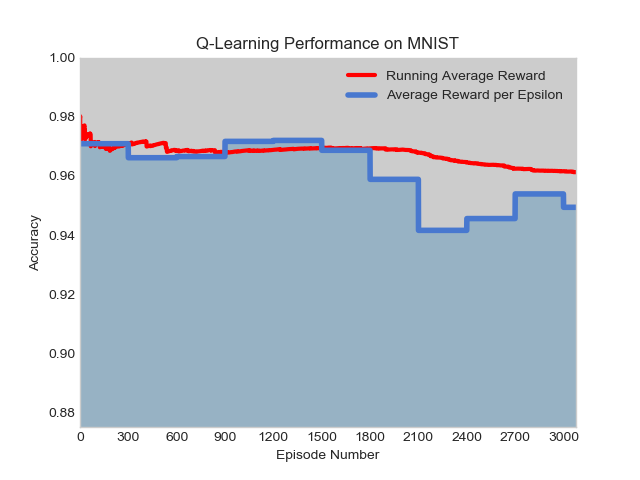 Q-Learning Performance on MNIST
Running Average Reward
Average Reward per Epsilon
1.00
0.98
0.96
0.94
0.92
0.90
0.88
Accuracy
0 300 600 900 1200 1500 1800 2100 2400 2700 3000
Episode Number